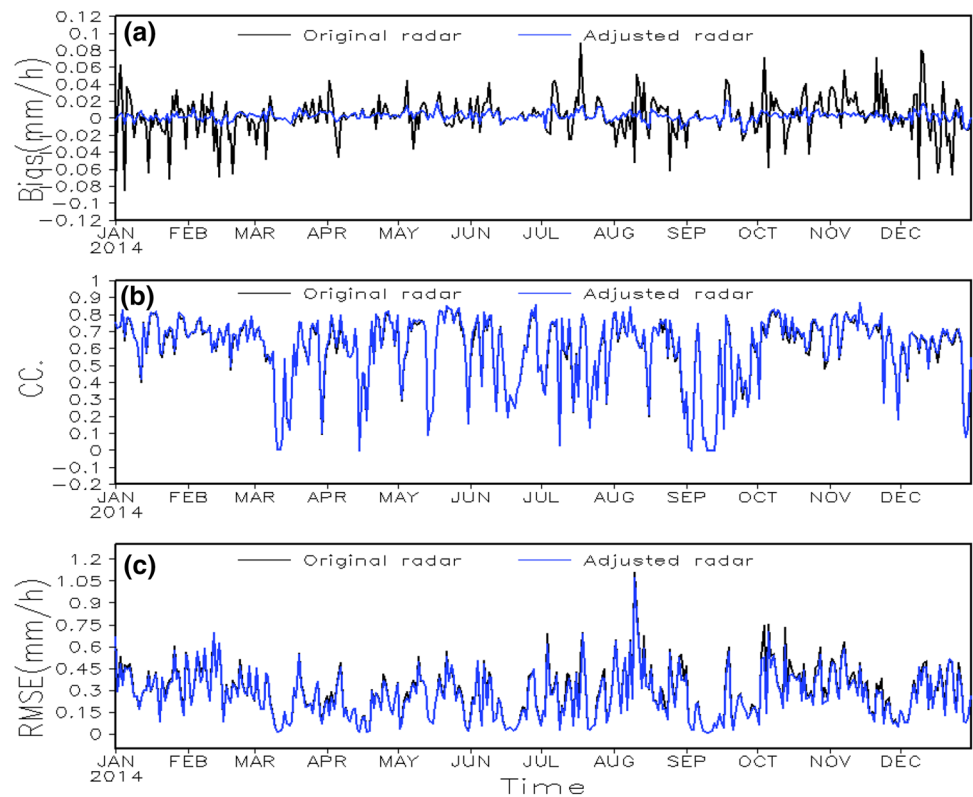 (a)
Original radar
Adjusted radar
0.12
0.1
0.08
0.06
0.04
0.02
0
−0.02
−0.04
−0.06
−0.08
−0.1
−0.12
Bias(mm/h)
JAN FEB MAR APR MAY JUN JUL AUG SEP OCT NOV DEC
2014
(b)
Original radar
Adjusted radar
1
0.9
0.8
0.7
0.6
0.5
0.4
0.3
0.2
0.1
0
−0.1
−0.2
CC.
JAN FEB MAR APR MAY JUN JUL AUG SEP OCT NOV DEC
2014
(c)
Original radar
Adjusted radar
1.2
1.05
0.9
0.75
0.6
0.45
0.3
0.15
0
RMSE(mm/h)
JAN FEB MAR APR MAY JUN JUL AUG SEP OCT NOV DEC
2014
Time